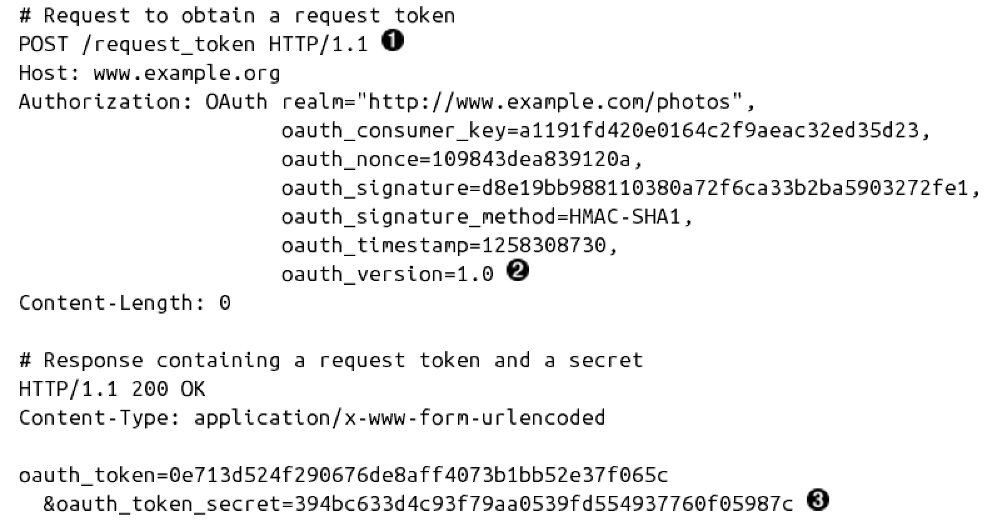 # Request to obtain a request token
POST /request_token HTTP/1.1 ❶
Host: www.example.org
Authorization: OAuth realm="http://www.example.com/photos",
oauth_consumer_key=a1191fd420e0164c2f9aeac32ed35d23,
oauth_nonce=109843dea839120a,
oauth_signature=d8e19bb988110380a72f6ca33b2ba5903272fe1,
oauth_signature_method=HMAC-SHA1,
oauth_timestamp=1258308730,
oauth_version=1.0 ❷
Content-Length: 0

# Response containing a request token and a secret
HTTP/1.1 200 OK
Content-Type: application/x-www-form-urlencoded

oauth_token=0e713d524f290676de8aff4073b1bb52e37f065c
&oauth_token_secret=394bc633d4c93f79aa0539fd554937760f05987c ❸